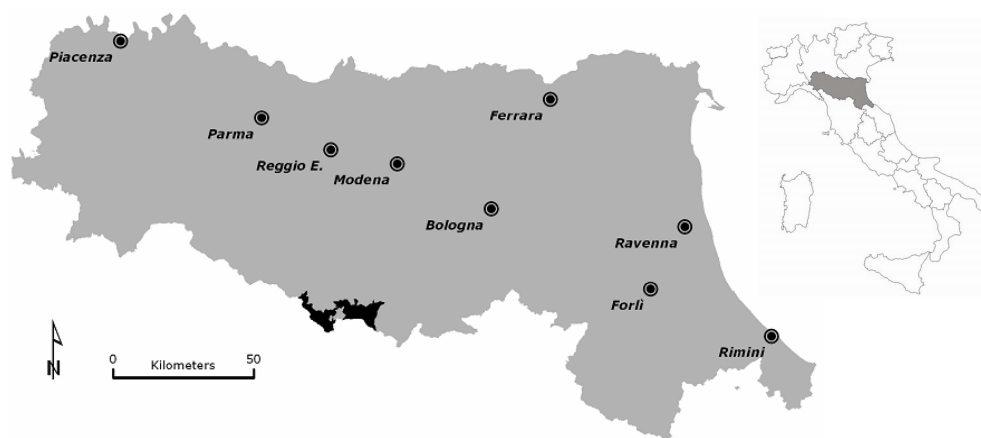 Piacenza
Ferrara
Parma
Reggio E.
Modena
Bologna
Ravenna
Forlì
Rimini
N
0 50
Kilometers